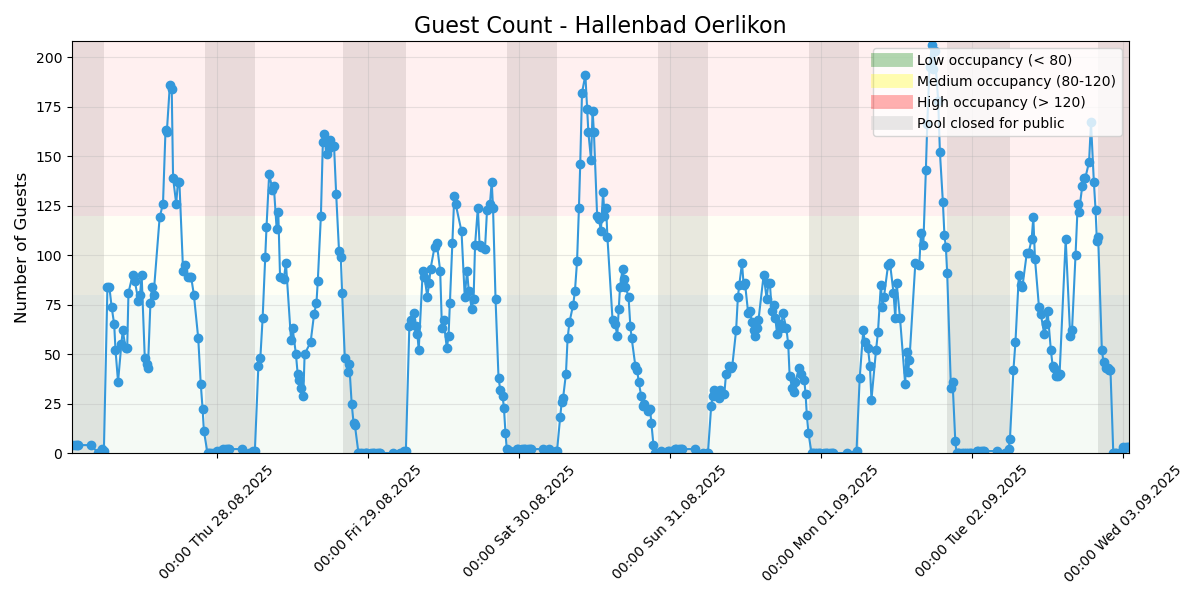 Guest Count - Hallenbad Oerlikon
Number of Guests
200
175
150
125
100
75
50
25
0
Low occupancy (< 80)
Medium occupancy (80-120)
High occupancy (> 120)
Pool closed for public
00:00 Thu 28.08.2025
00:00 Fri 29.08.2025
00:00 Sat 30.08.2025
00:00 Sun 31.08.2025
00:00 Mon 01.09.2025
00:00 Tue 02.09.2025
00:00 Wed 03.09.2025